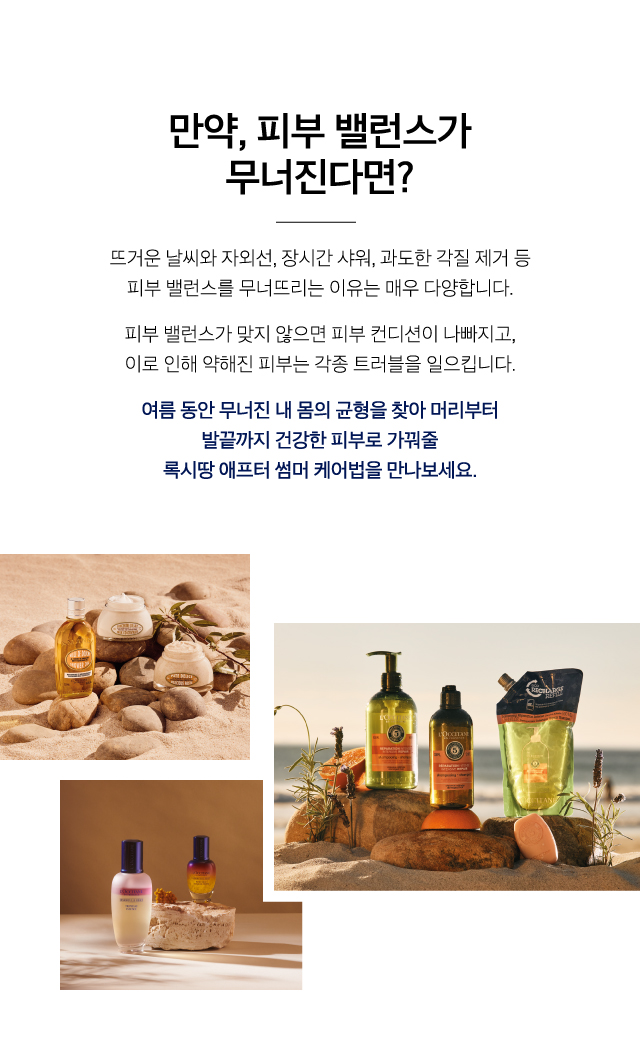 만약, 피부 밸런스가
무너진다면?
뜨거운 날씨와 자외선, 장시간 샤워, 과도한 각질 제거 등
피부 밸런스를 무너뜨리는 이유는 매우 다양합니다.
피부 밸런스가 맞지 않으면 피부 컨디션이 나빠지고,
이로 인해 약해진 피부는 각종 트러블을 일으킵니다.
여름 동안 무너진 내 몸의 균형을 찾아 머리부터
발끝까지 건강한 피부로 가꿔줄
록시땅 애프터 썸머 케어법을 만나보세요.
L'OCCITANE
RECHARGE